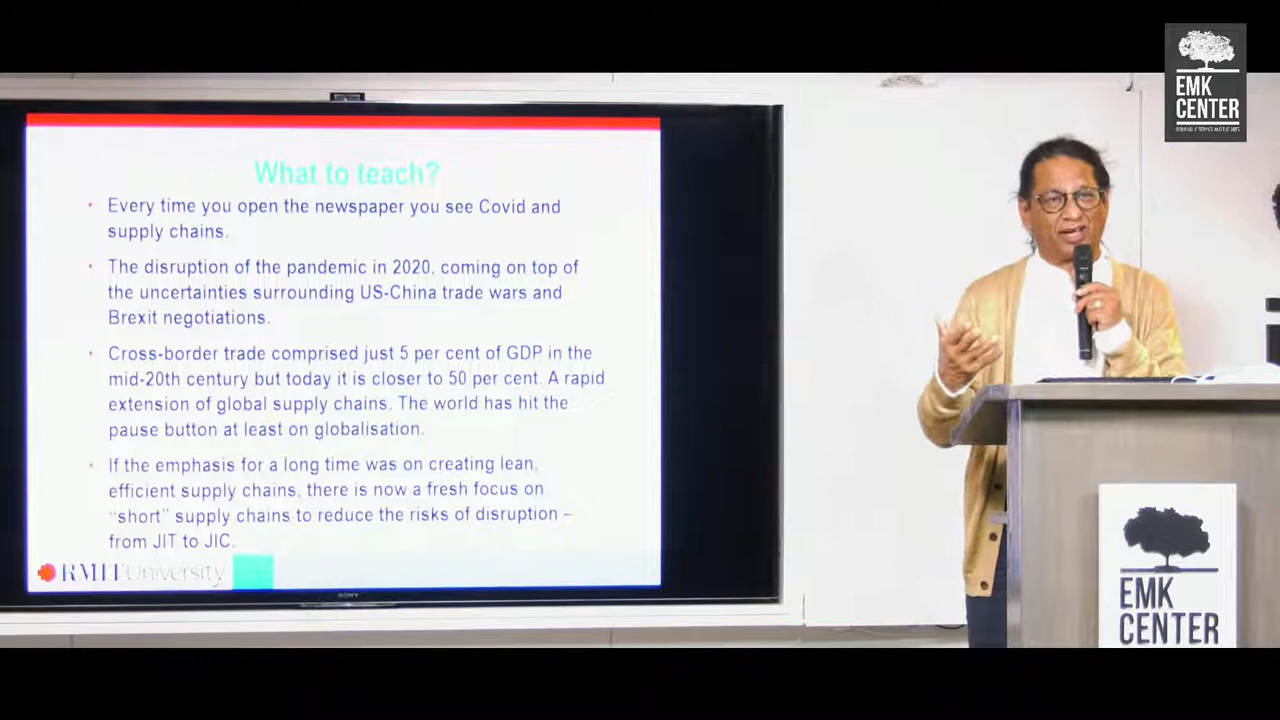 EMK
CENTER
What to teach?
Every time you open the newspaper you see Covid and
supply chains.
The disruption of the pandemic in 2020, coming on top of
the uncertainties surrounding US-China trade wars and
Brexit negotiations.
Cross-border trade comprised just 5 per cent of GDP in the
mid-20th century but today it is closer to 50 per cent. A rapid
extension of global supply chains. The world has hit the
pause button at least on globalisation.
If the emphasis for a long time was on creating lean,
efficient supply chains, there is now a fresh focus on
“short” supply chains to reduce the risks of disruption –
from JIT to JIC.
RMIT University
SONY
EMK
CENTER